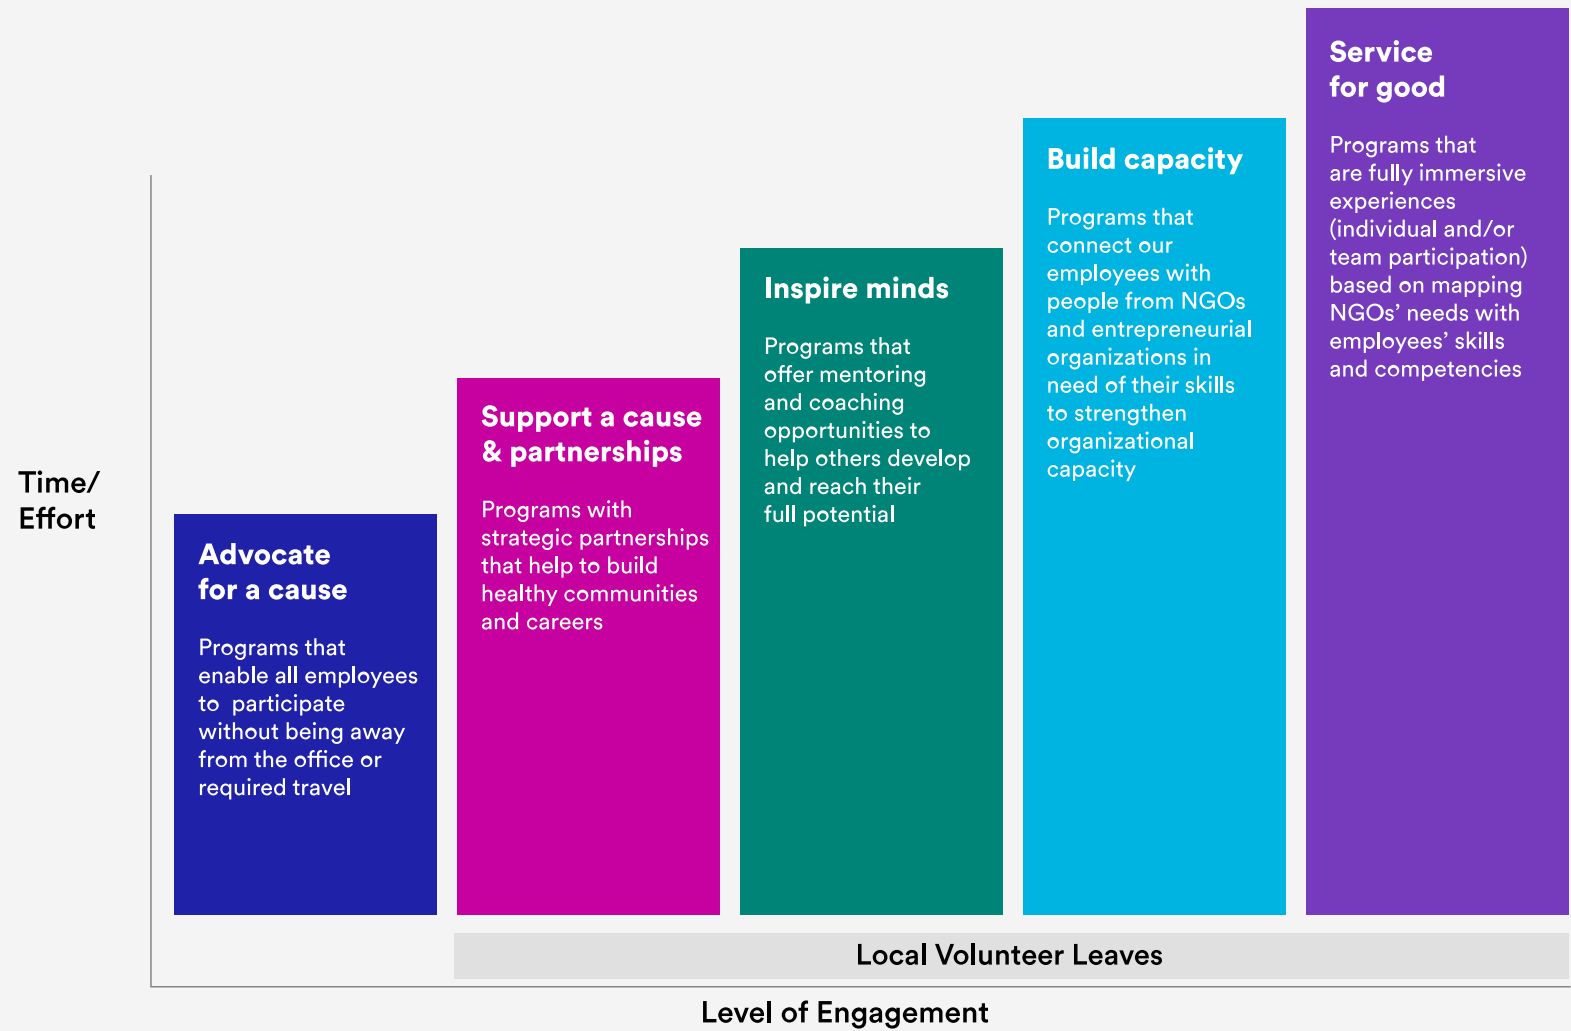 Time/
Effort
Advocate
for a cause
Programs that
enable all employees
to participate
without being away
from the office or
required travel
Support a cause
& partnerships
Programs with
strategic partnerships
that help to build
healthy communities
and careers
Inspire minds
Programs that
offer mentoring
and coaching
opportunities to
help others develop
and reach their
full potential
Build capacity
Programs that
connect our
employees with
people from NGOs
and entrepreneurial
organizations in
need of their skills
to strengthen
organizational
capacity
Service
for good
Programs that
are fully immersive
experiences
(individual and/or
team participation)
based on mapping
NGOs’ needs with
employees’ skills
and competencies
Local Volunteer Leaves
Level of Engagement